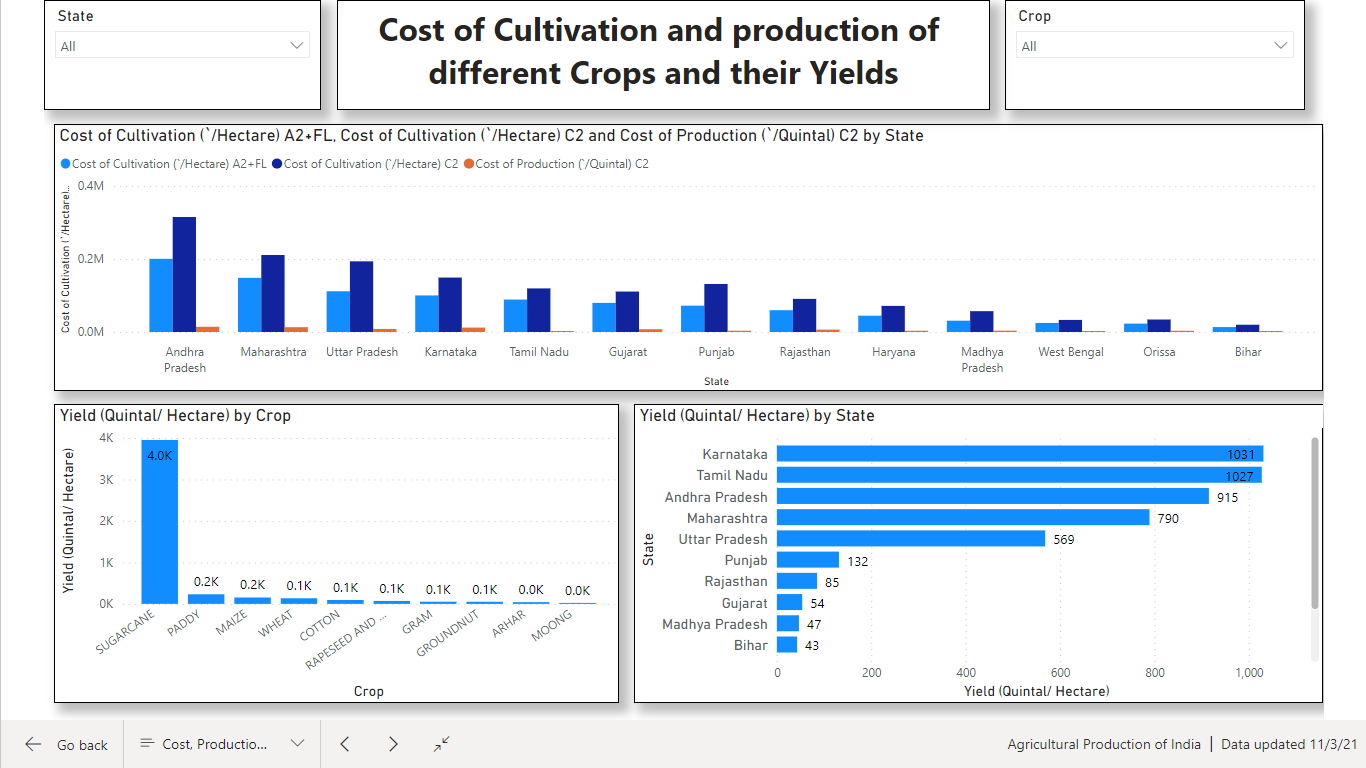 State
All
Cost of Cultivation and production of
different Crops and their Yields
Crop
All
Cost of Cultivation (`/Hectare) A2+FL, Cost of Cultivation (`/Hectare) C2 and Cost of Production (`/Quintal) C2 by State
Cost of Cultivation (`/Hectare) A2+FL Cost of Cultivation (`/Hectare) C2 Cost of Production (`/Quintal) C2
Cost of Cultivation (`/Hectare)...
0.4M
0.2M
0.0M
Andhra
Pradesh
Maharashtra
Uttar Pradesh
Karnataka
Tamil Nadu
Gujarat
Punjab
Rajasthan
Haryana
Madhya
Pradesh
West Bengal
Orissa
Bihar
State
Yield (Quintal/ Hectare) by Crop
Yield (Quintal/ Hectare)
4K
3K
2K
1K
0K
4.0K
0.2K
0.2K
0.1K
0.1K
0.1K
0.1K
0.1K
0.0K
0.0K
SUGARCANE
PADDY
MAIZE
WHEAT
COTTON
RAPESEED AND ...
GRAM
GROUNDNUT
ARHAR
MOONG
Crop
Yield (Quintal/ Hectare) by State
State
Karnataka 1031
Tamil Nadu 1027
Andhra Pradesh 915
Maharashtra 790
Uttar Pradesh 569
Punjab 132
Rajasthan 85
Gujarat 54
Madhya Pradesh 47
Bihar 43
0 200 400 600 800 1,000
Yield (Quintal/ Hectare)
Go back
Cost, Productio...
Agricultural Production of India | Data updated 11/3/21